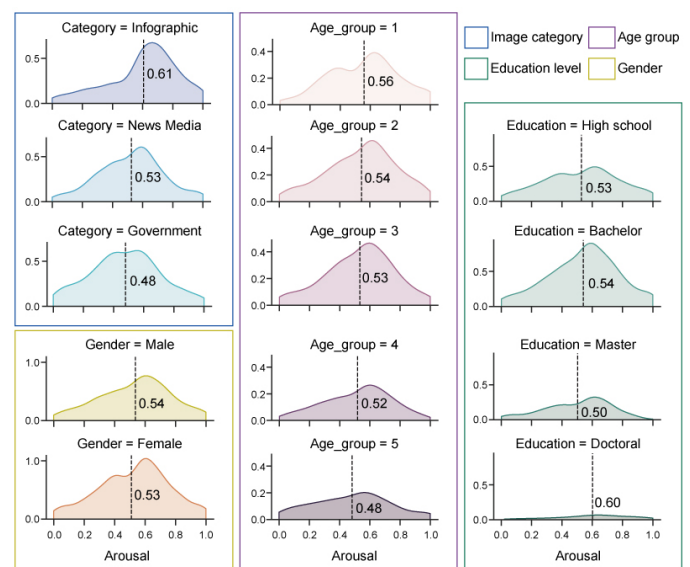 Category = Infographic
0.5
0.0
0.61
Category = News Media
0.5
0.0
0.53
Category = Government
0.5
0.0
0.48
Gender = Male
1.0
0.0
0.54
Gender = Female
1.0
0.0
0.53
0.0 0.2 0.4 0.6 0.8 1.0
Arousal
Age_group = 1
0.4
0.2
0.0
0.56
Age_group = 2
0.4
0.2
0.0
0.54
Age_group = 3
0.4
0.2
0.0
0.53
Age_group = 4
0.4
0.2
0.0
0.52
Age_group = 5
0.4
0.2
0.0
0.48
0.0 0.2 0.4 0.6 0.8 1.0
Arousal
Image category Age group
Education level Gender
Education = High school
0.5
0.0
0.53
Education = Bachelor
0.5
0.0
0.54
Education = Master
0.5
0.0
0.50
Education = Doctoral
0.5
0.0
0.60
0.0 0.2 0.4 0.6 0.8 1.0
Arousal